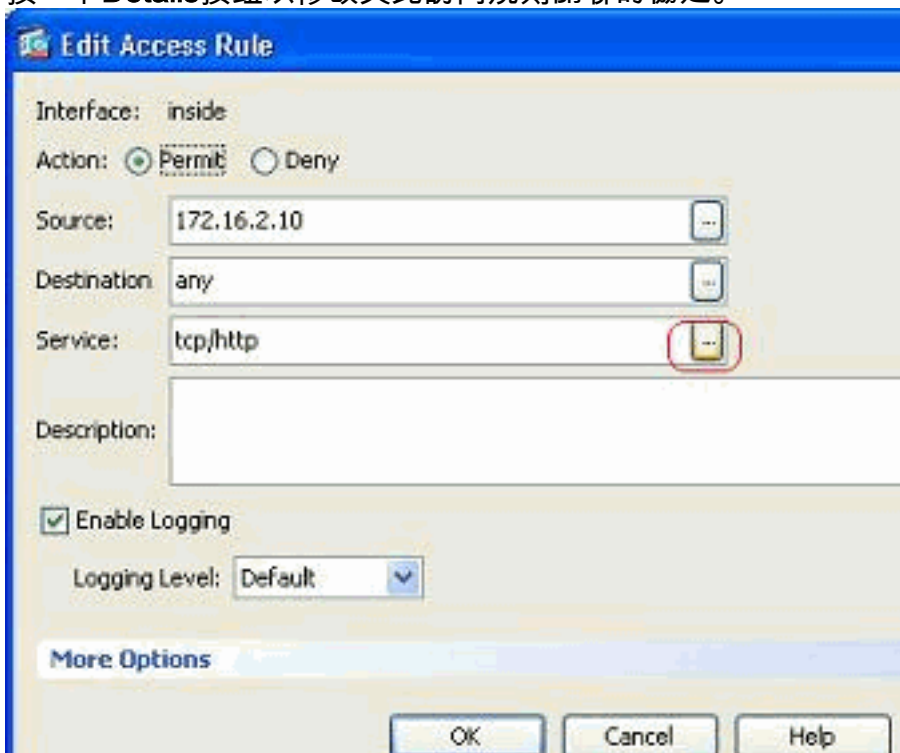 Edit Access Rule
Interface: inside
Action: Permit Deny
Source: 172.16.2.10 ...
Destination any ...
Service: tcp/http ...
Description:
Enable Logging
Logging Level: Default
More Options
OK Cancel Help